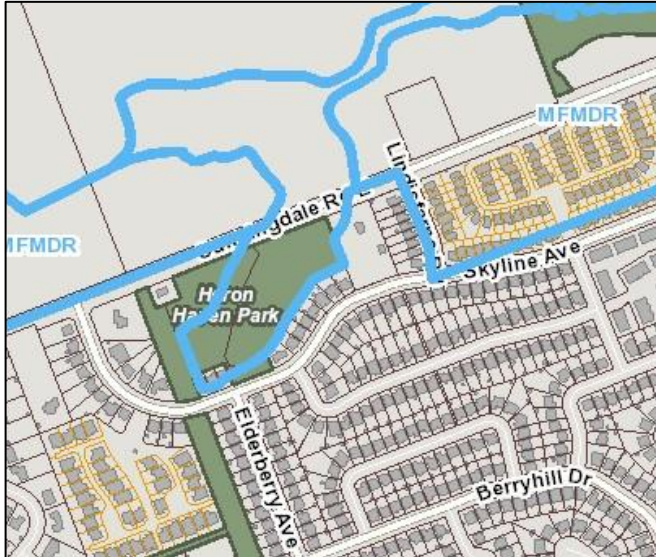 MFMDR
MFMDR
Skyline Ave
Heron
Haven Park
Elderberry Ave
Berryhill Dr